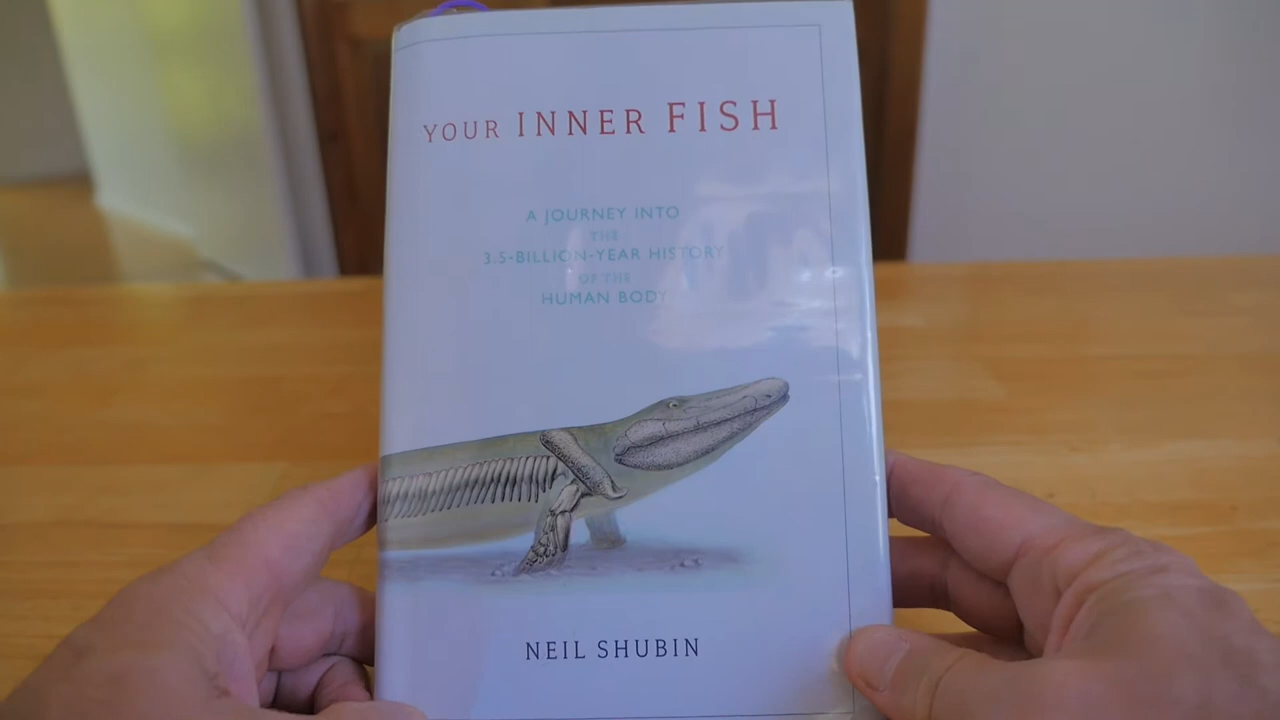 YOUR INNER FISH
A JOURNEY INTO
THE
3.5-BILLION-YEAR HISTORY
OF THE
HUMAN BODY
NEIL SHUBIN